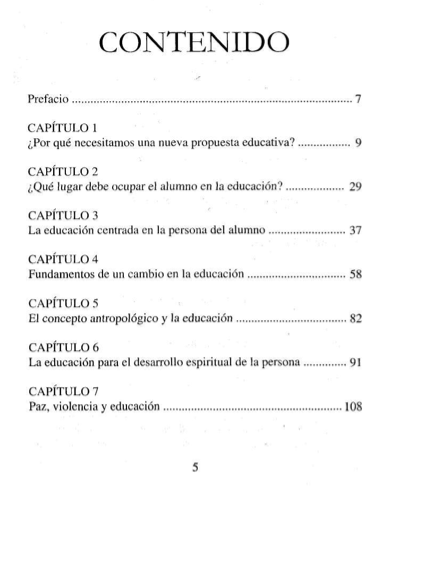 CONTENIDO
Prefacio ........................................................................................ 7
CAPÍTULO 1
¿Por qué necesitamos una nueva propuesta educativa? ................. 9
CAPÍTULO 2
¿Qué lugar debe ocupar el alumno en la educación? ................... 29
CAPÍTULO 3
La educación centrada en la persona del alumno ......................... 37
CAPÍTULO 4
Fundamentos de un cambio en la educación ................................ 58
CAPÍTULO 5
El concepto antropológico y la educación .................................... 82
CAPÍTULO 6
La educación para el desarrollo espiritual de la persona .............. 91
CAPÍTULO 7
Paz, violencia y educación .......................................................... 108
5